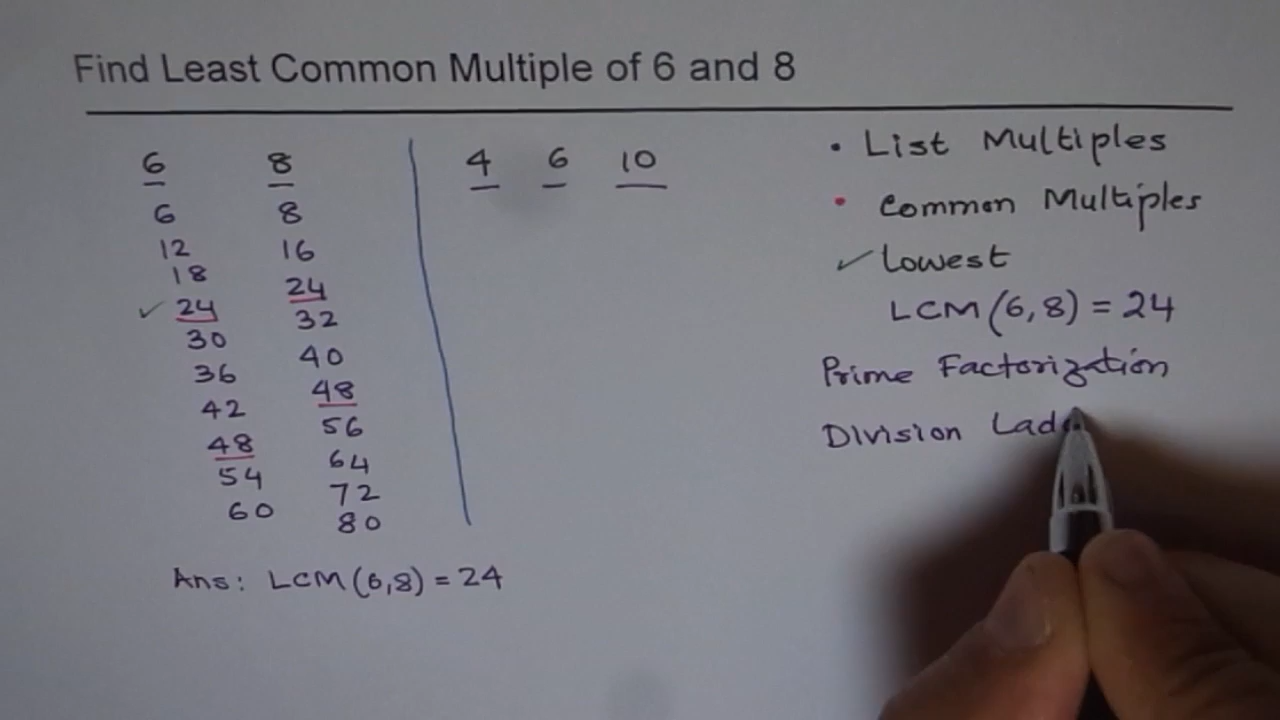 Find Least Common Multiple of 6 and 8
6 8
6 8
12 16
18 24
24 32
30 40
36 48
42 56
48 64
54 72
60 80
Ans: LCM(6,8) = 24
4 6 10
• List Multiples
• Common Multiples
✓ Lowest
LCM(6,8) = 24
Prime Factorization
Division Lad